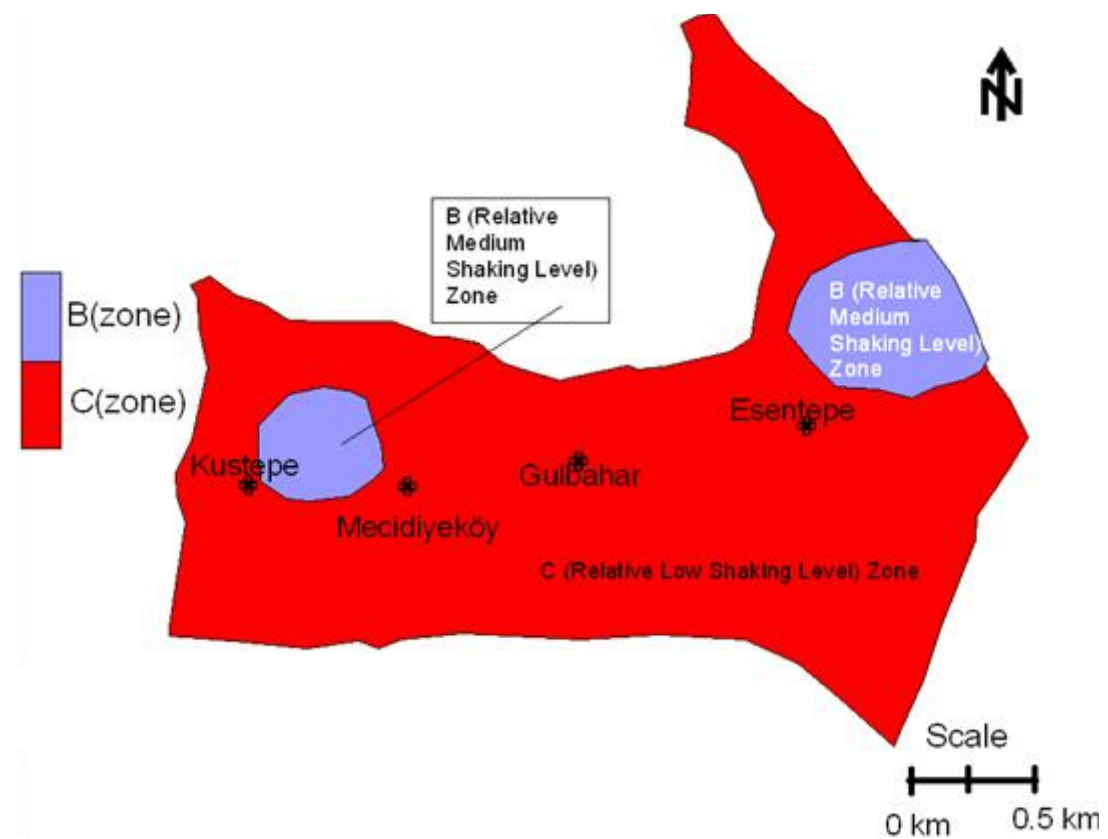 N
B (Relative
Medium
Shaking Level)
Zone
B (Relative
Medium
Shaking Level)
Zone
B(zone)
C(zone)
Esentepe
Kustepe
Gulbahar
Mecidiyeköy
C (Relative Low Shaking Level) Zone
Scale
0 km
0.5 km